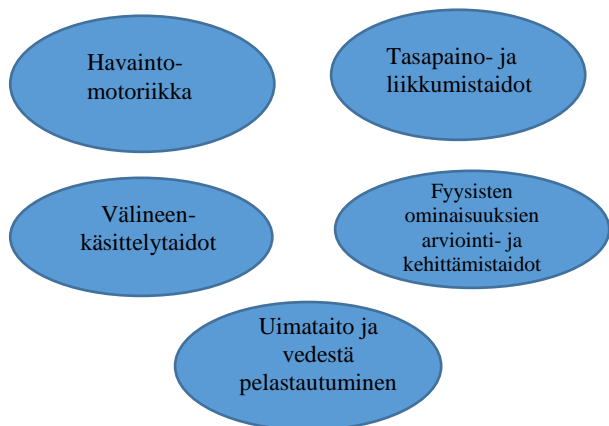 Havainto-
motoriikka
Tasapaino- ja
liikkumistaidot
Välineen-
käsittelytaidot
Fyysisten
ominaisuuksien
arviointi- ja
kehittämistaidot
Uimataito ja
vedestä
pelastautuminen